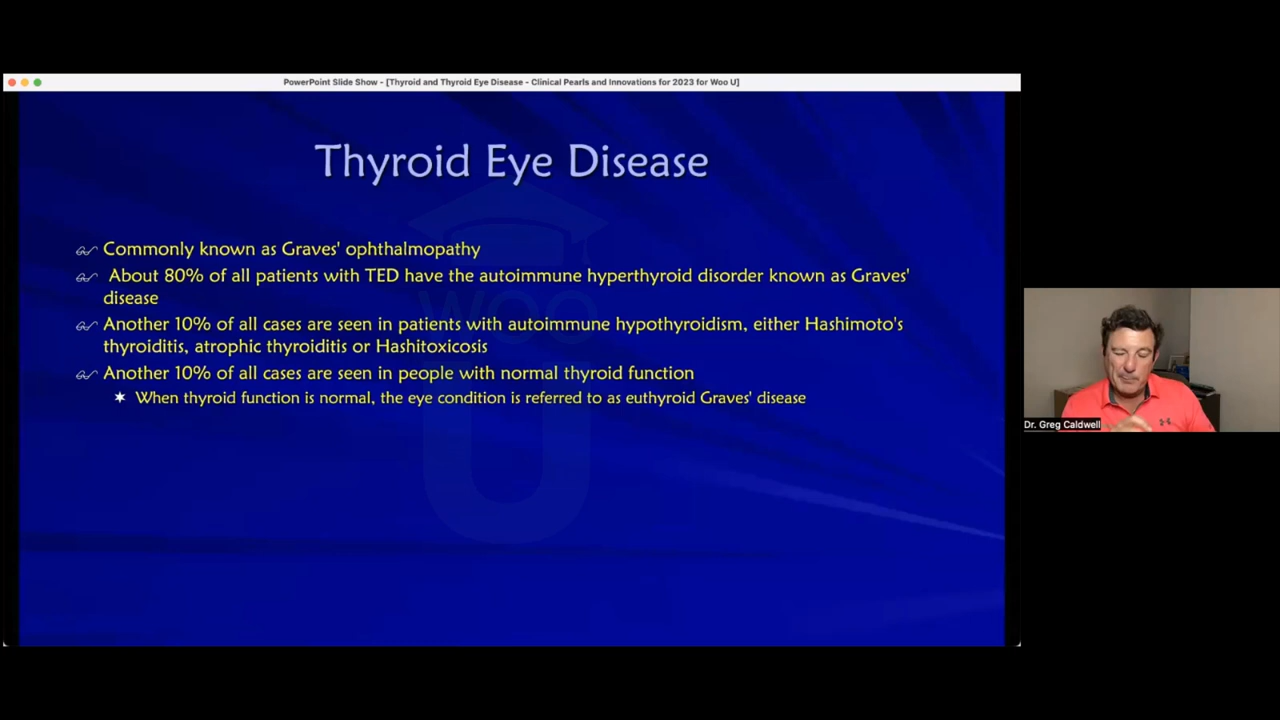 PowerPoint Slide Show - [Thyroid and Thyroid Eye Disease - Clinical Pearls and Innovations for 2023 for Woo U]
Thyroid Eye Disease
Commonly known as Graves' ophthalmopathy
About 80% of all patients with TED have the autoimmune hyperthyroid disorder known as Graves'
disease
Another 10% of all cases are seen in patients with autoimmune hypothyroidism, either Hashimoto's
thyroiditis, atrophic thyroiditis or Hashitoxicosis
Another 10% of all cases are seen in people with normal thyroid function
When thyroid function is normal, the eye condition is referred to as euthyroid Graves' disease
WOO
U
Dr. Greg Caldwell